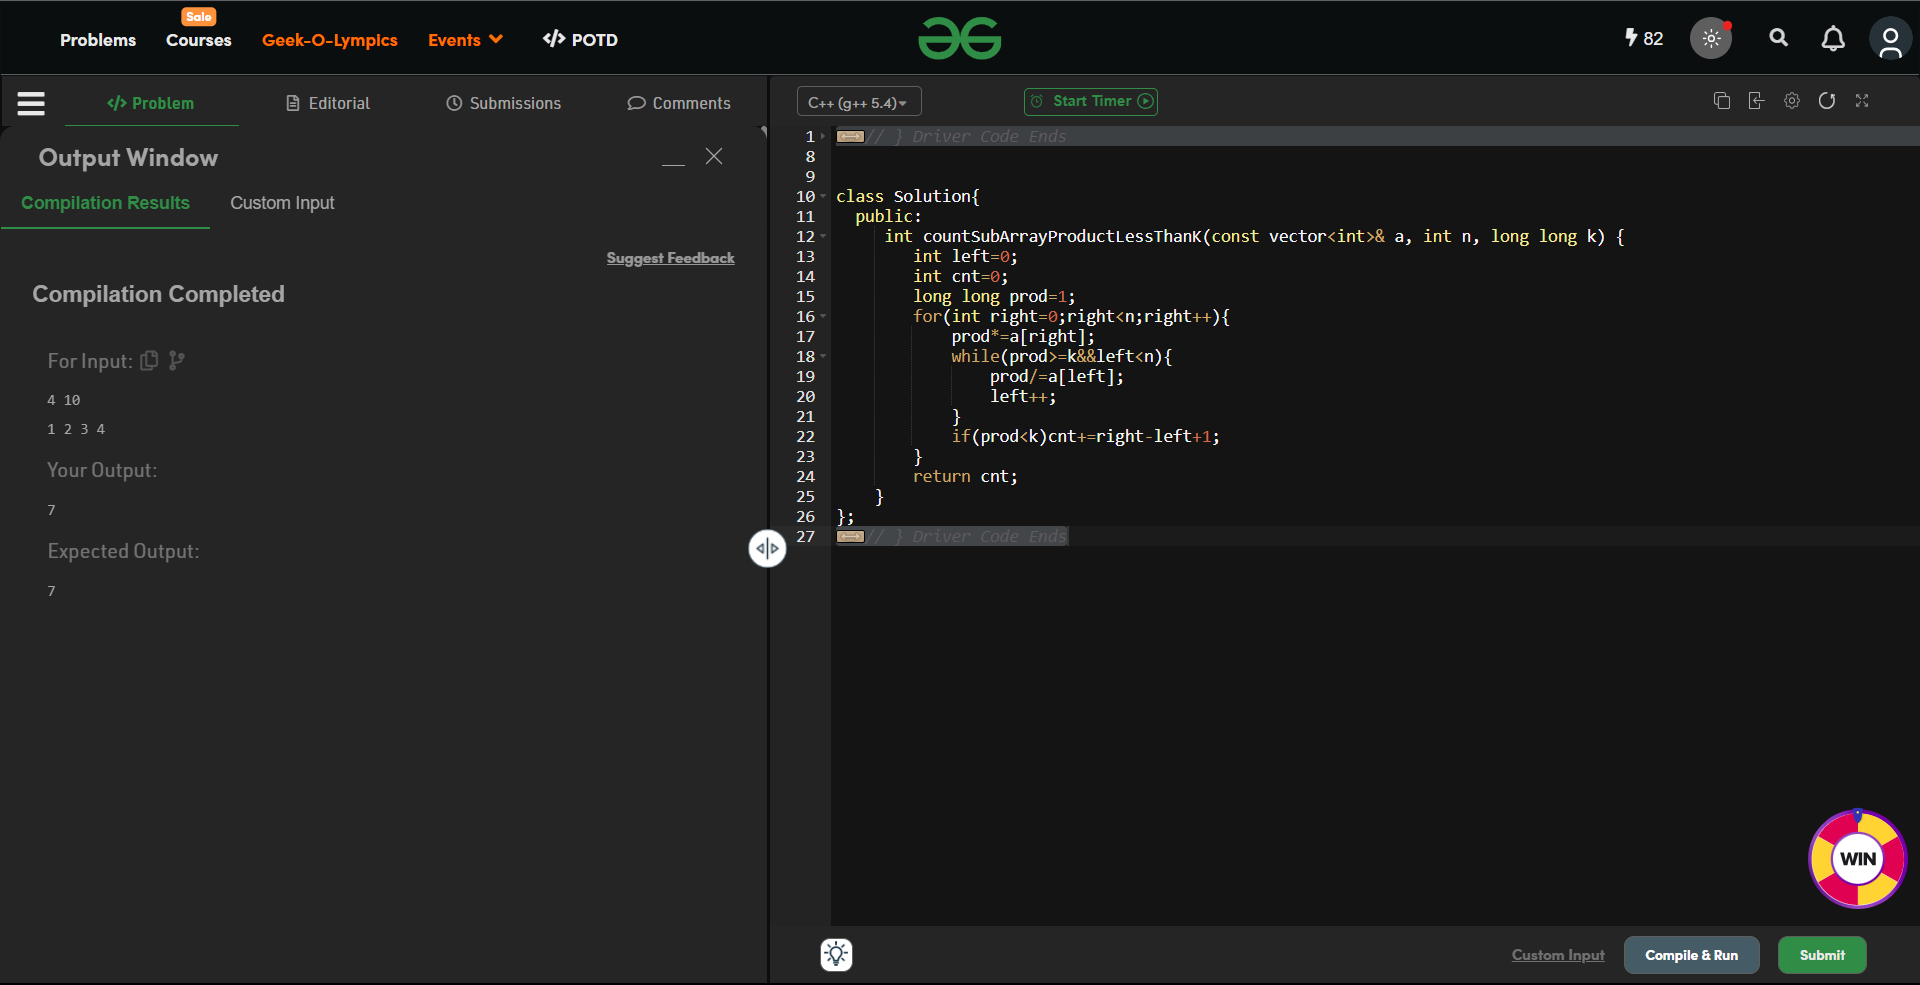 Sale
Problems Courses Geek-O-Lympics Events </> POTD 82
</> Problem Editorial Submissions Comments
Output Window
Compilation Results Custom Input
Suggest Feedback
Compilation Completed
For Input:
4 10
1 2 3 4
Your Output:
7
Expected Output:
7
C++ (g++ 5.4) Start Timer
1 // } Driver Code Ends
8
9
10 class Solution{
11 public:
12 int countSubArrayProductLessThanK(const vector<int>& a, int n, long long k) {
13 int left=0;
14 int cnt=0;
15 long long prod=1;
16 for(int right=0;right<n;right++){
17 prod*=a[right];
18 while(prod>=k&&left<n){
19 prod/=a[left];
20 left++;
21 }
22 if(prod<k)cnt+=right-left+1;
23 }
24 return cnt;
25 }
26 };
27 // } Driver Code Ends
WIN
Custom Input Compile & Run Submit